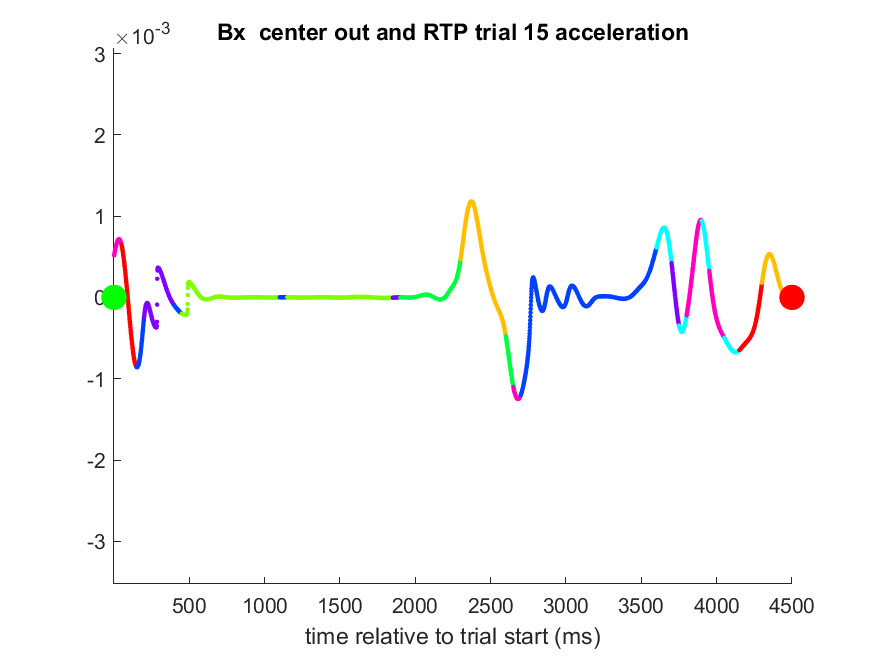 Bx  center out and RTP trial 15 acceleration
×10-3
3
2
1
0
-1
-2
-3
500 1000 1500 2000 2500 3000 3500 4000 4500
time relative to trial start (ms)